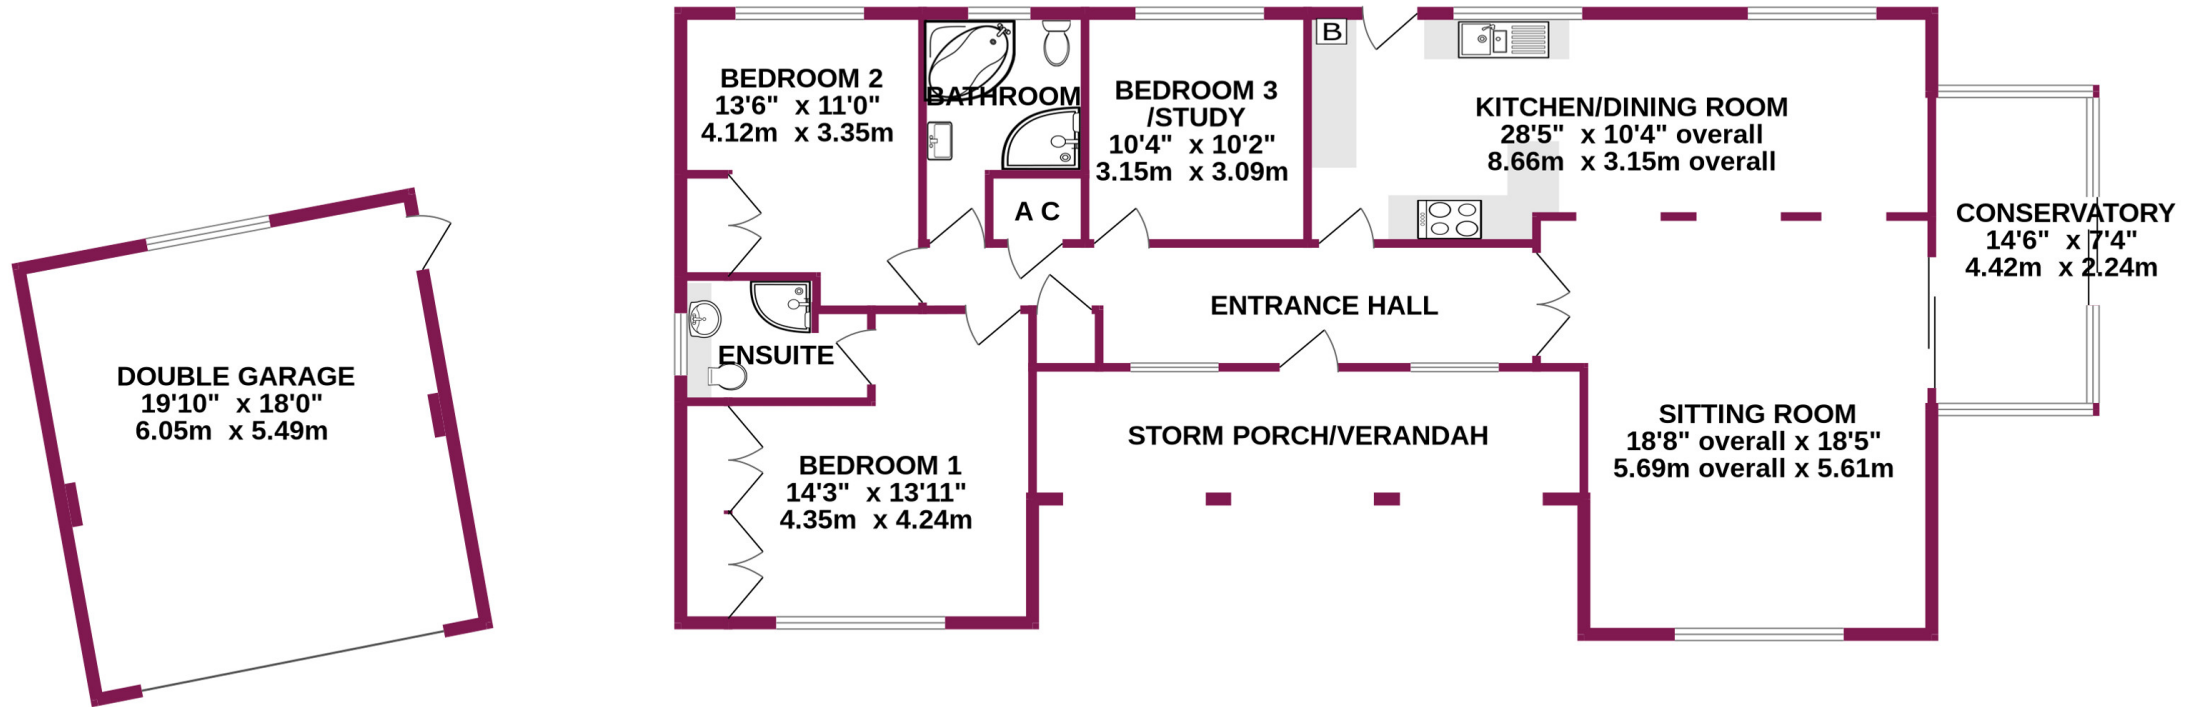 BEDROOM 2
13'6" x 11'0"
4.12m x 3.35m
BATHROOM
BEDROOM 3
/STUDY
10'4" x 10'2"
3.15m x 3.09m
B
KITCHEN/DINING ROOM
28'5" x 10'4" overall
8.66m x 3.15m overall
A C
CONSERVATORY
14'6" x 7'4"
4.42m x 2.24m
ENTRANCE HALL
ENSUITE
DOUBLE GARAGE
19'10" x 18'0"
6.05m x 5.49m
STORM PORCH/VERANDAH
SITTING ROOM
18'8" overall x 18'5"
5.69m overall x 5.61m
BEDROOM 1
14'3" x 13'11"
4.35m x 4.24m